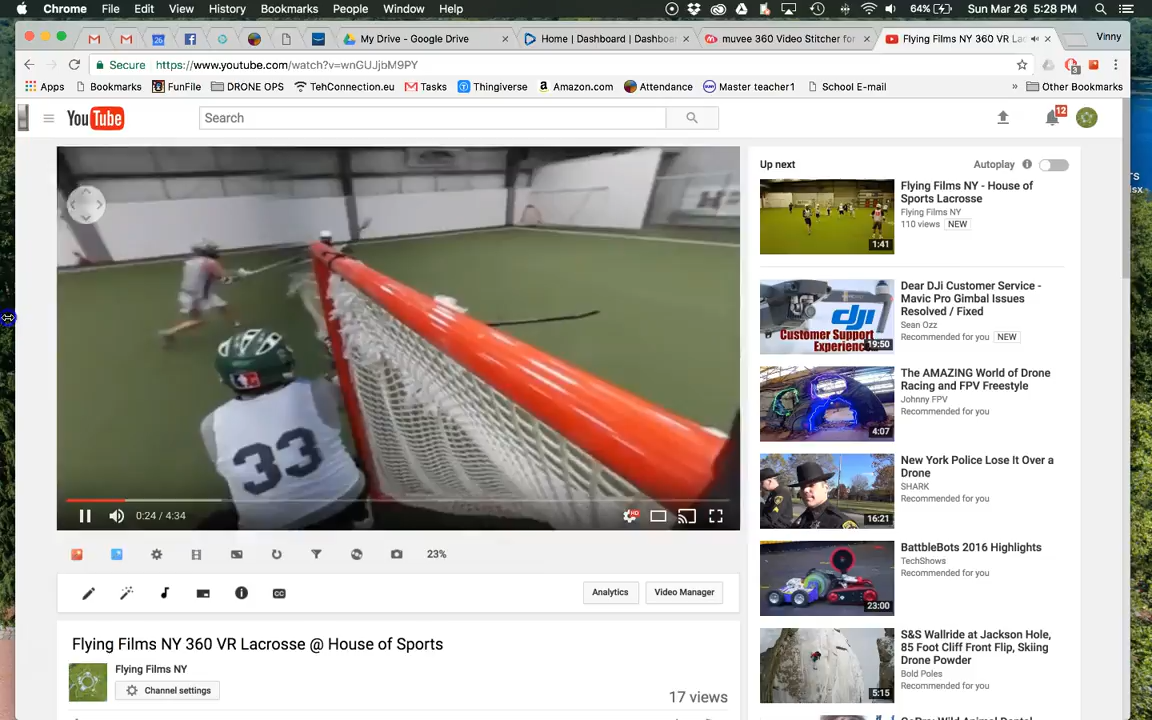 Chrome File Edit View History Bookmarks People Window Help 64% Sun Mar 26 5:28 PM
26 My Drive - Google Drive Home | Dashboard | Dashboa muvee 360 Video Stitcher for Flying Films NY 360 VR Lac Vinny
Secure https://www.youtube.com/watch?v=wnGUJjbM9PY 3
Apps Bookmarks FunFile DRONE OPS TehConnection.eu Tasks Thingiverse Amazon.com Attendance Master teacher1 School E-mail » Other Bookmarks
YouTube Search 12
Up next Autoplay
Flying Films NY - House of
Sports Lacrosse
Flying Films NY
110 views NEW
1:41
Dear DJi Customer Service -
Mavic Pro Gimbal Issues
Resolved / Fixed
Sean Ozz
Recommended for you NEW
dji
Customer Support
Experience
19:50
The AMAZING World of Drone
Racing and FPV Freestyle
Johnny FPV
Recommended for you
4:07
New York Police Lose It Over a
Drone
SHARK
Recommended for you
16:21
BattbleBots 2016 Highlights
TechShows
Recommended for you
23:00
S&S Wallride at Jackson Hole,
85 Foot Cliff Front Flip, Skiing
Drone Powder
Bold Poles
Recommended for you
5:15
33
0:24 / 4:34 HD
23%
CC Analytics Video Manager
Flying Films NY 360 VR Lacrosse @ House of Sports
Flying Films NY
Channel settings
17 views